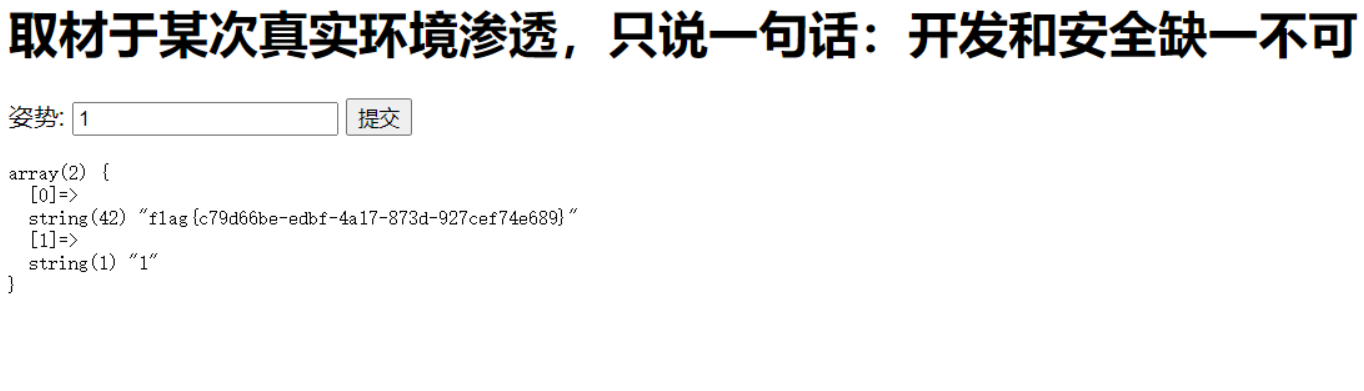 取材于某次真实环境渗透，只说一句话：开发和安全缺一不可
姿势: 1 提交
array(2) {
  [0]=>
  string(42) "flag{c79d66be-edbf-4a17-873d-927cef74e689}"
  [1]=>
  string(1) "1"
}